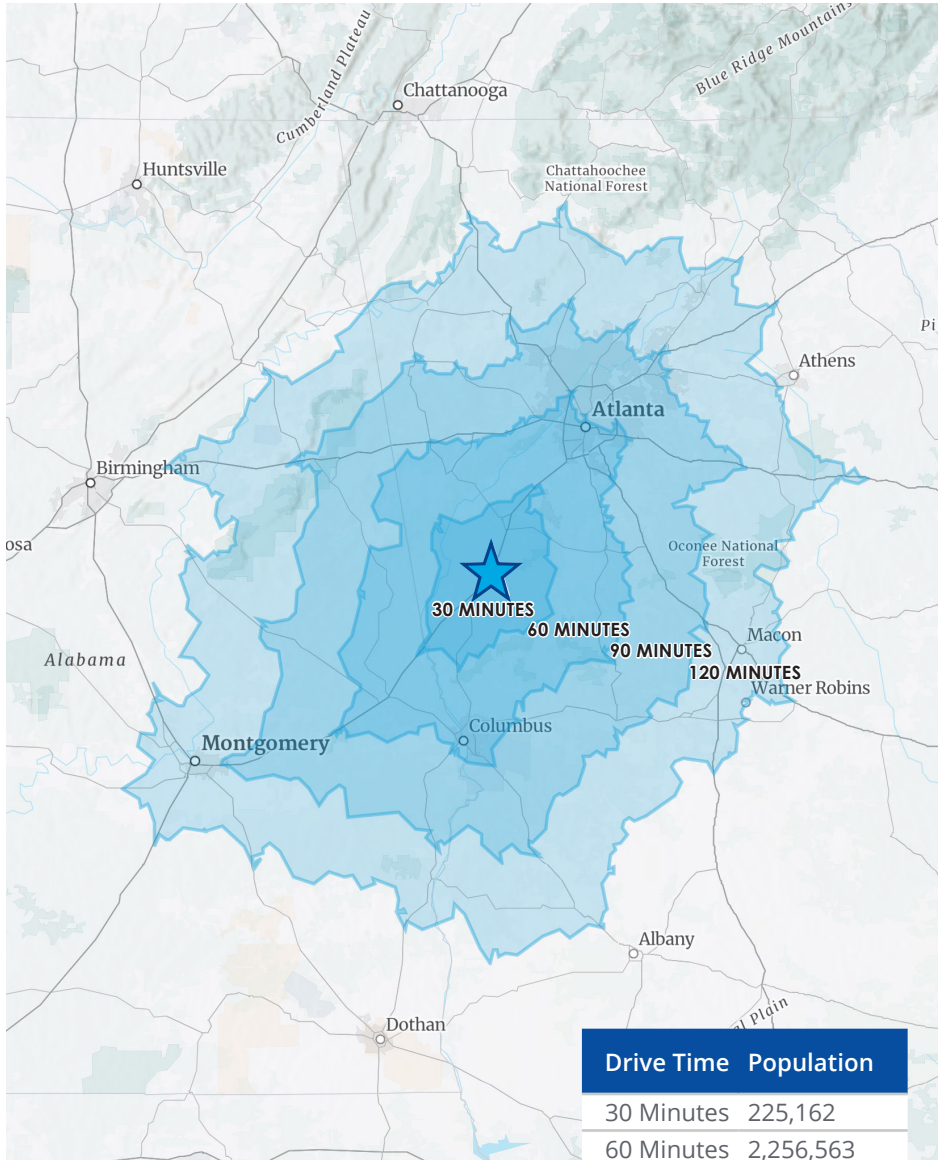 Blue Ridge Mountains
Cumberland Plateau
Chattanooga
Huntsville
Chattahoochee
National Forest
Pi
Athens
Atlanta
Birmingham
osa
Oconee National
Forest
30 MINUTES
60 MINUTES
90 MINUTES
Macon
Alabama
120 MINUTES
Warner Robins
Columbus
Montgomery
Albany
Dothan
al Plain
Drive Time Population
30 Minutes 225,162
60 Minutes 2,256,563